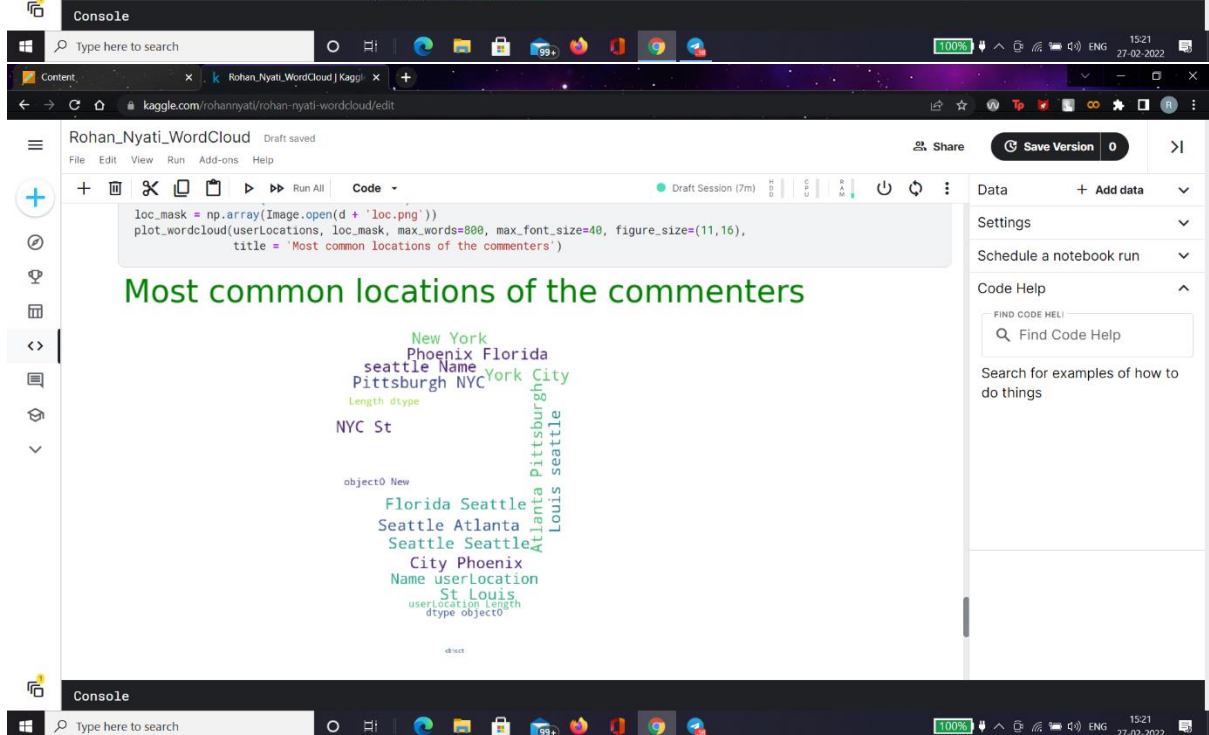 Console
Type here to search
99+
100% ENG 15:21
27-02-2022
Content Rohan_Nyati_WordCloud | Kaggl
kaggle.com/rohannyati/rohan-nyati-wordcloud/edit
Rohan_Nyati_WordCloud Draft saved
File Edit View Run Add-ons Help
Share
Save Version 0
Run All Code Draft Session (7m) HDD CPU RAM
Data + Add data
Settings
Schedule a notebook run
Code Help
FIND CODE HEL
Find Code Help
Search for examples of how to
do things
loc_mask = np.array(Image.open(d + 'loc.png'))
plot_wordcloud(userLocations, loc_mask, max_words=800, max_font_size=40, figure_size=(11,16),
title = 'Most common locations of the commenters')
Most common locations of the commenters
New York
Phoenix Florida
seattle Name
York City
Pittsburgh NYC
Length dtype
NYC St
Atlanta Pittsburgh
Louis seattle
object0 New
Florida Seattle
Seattle Atlanta
Seattle Seattle
City Phoenix
Name userLocation
St Louis
userLocation Length
dtype object0
Console
Type here to search
99+
100% ENG 15:21
27-02-2022